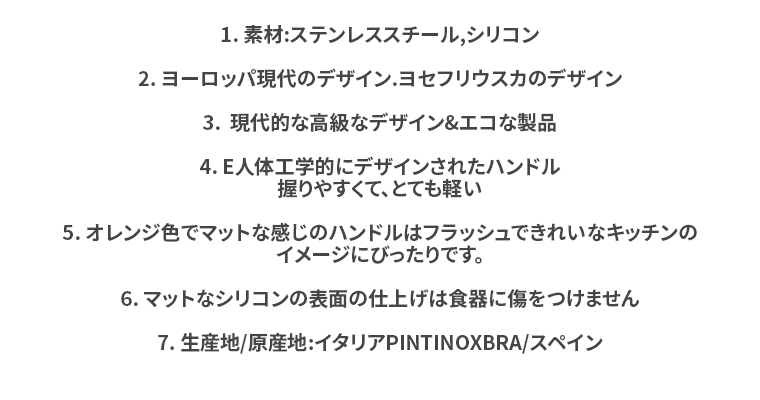 1. 素材:ステンレススチール,シリコン
2. ヨーロッパ現代のデザイン.ヨセフリウスカのデザイン
3. 現代的な高級なデザイン&エコな製品
4. E人体工学的にデザインされたハンドル
握りやすくて、とても軽い
5. オレンジ色でマットな感じのハンドルはフラッシュできれいなキッチンの
イメージにびったりです。
6. マットなシリコンの表面の仕上げは食器に傷をつけません
7. 生産地/原産地:イタリアPINTINOXBRA/スペイン